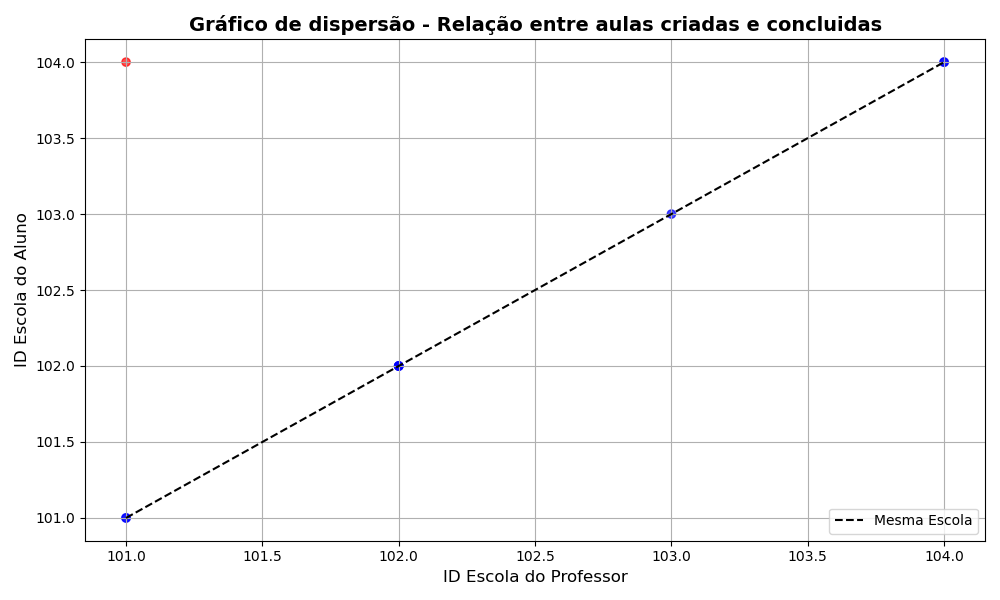 Gráfico de dispersão - Relação entre aulas criadas e concluidas
104.0
103.5
103.0
102.5
102.0
101.5
101.0
ID Escola do Aluno
Mesma Escola
101.0 101.5 102.0 102.5 103.0 103.5 104.0
ID Escola do Professor